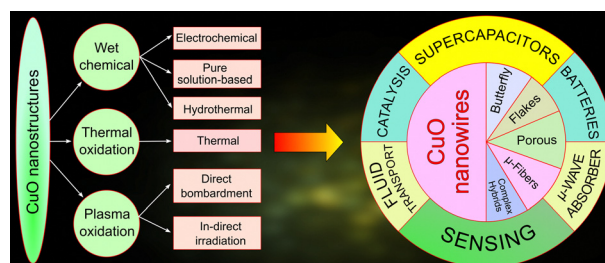 CuO nanostructures
Wet
chemical
Thermal
oxidation
Plasma
oxidation
Electrochemical
Pure
solution-based
Hydrothermal
Thermal
Direct
bombardment
In-direct
irradiation
SUPERCAPACITORS
CATALYSIS
BATTERIES
FLUID
TRANSPORT
μ-WAVE
ABSORBER
SENSING
CuO
nanowires
Butterfly
Flakes
Porous
μ-Fibers
Complex
Hybrids